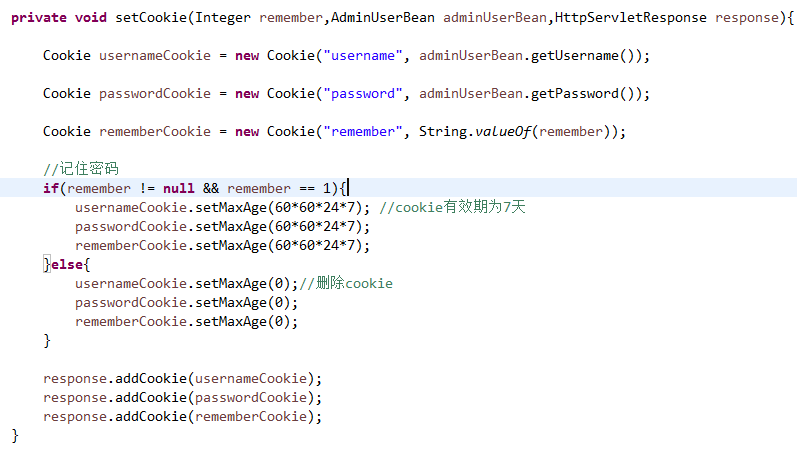 private void setCookie(Integer remember,AdminUserBean adminUserBean,HttpServletResponse response){
Cookie usernameCookie = new Cookie("username", adminUserBean.getUsername());
Cookie passwordCookie = new Cookie("password", adminUserBean.getPassword());
Cookie rememberCookie = new Cookie("remember", String.valueOf(remember));
//记住密码
if(remember != null && remember == 1){
usernameCookie.setMaxAge(60*60*24*7); //cookie有效期为7天
passwordCookie.setMaxAge(60*60*24*7);
rememberCookie.setMaxAge(60*60*24*7);
}else{
usernameCookie.setMaxAge(0);//删除cookie
passwordCookie.setMaxAge(0);
rememberCookie.setMaxAge(0);
}
response.addCookie(usernameCookie);
response.addCookie(passwordCookie);
response.addCookie(rememberCookie);
}